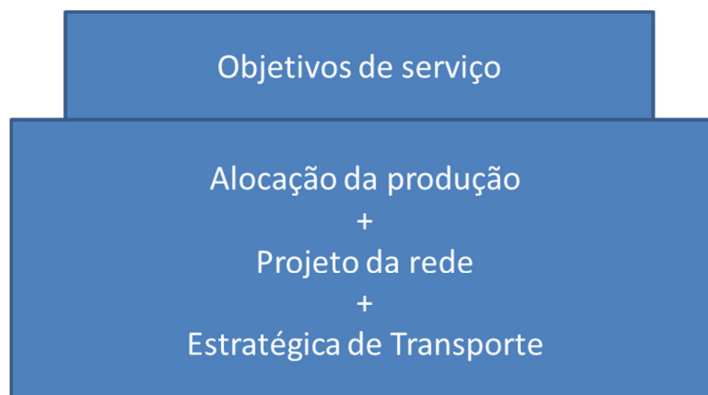 Objetivos de serviço
Alocação da produção
+
Projeto da rede
+
Estratégica de Transporte